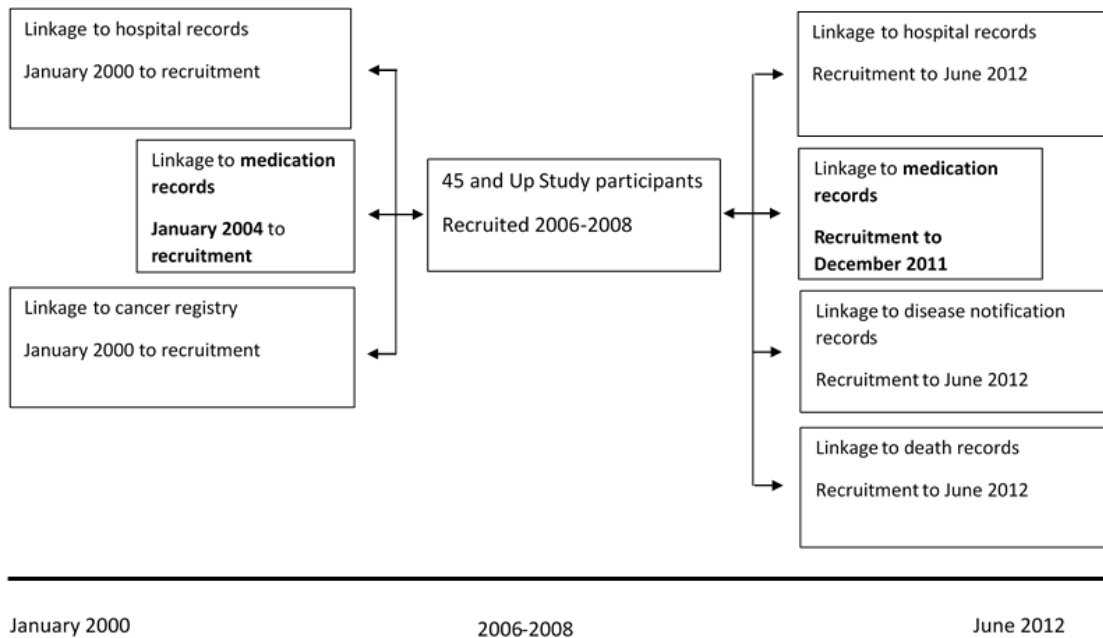 Linkage to hospital records
January 2000 to recruitment
Linkage to medication
records
January 2004 to
recruitment
Linkage to cancer registry
January 2000 to recruitment
45 and Up Study participants
Recruited 2006-2008
Linkage to hospital records
Recruitment to June 2012
Linkage to medication
records
Recruitment to
December 2011
Linkage to disease notification
records
Recruitment to June 2012
Linkage to death records
Recruitment to June 2012
January 2000
2006-2008
June 2012